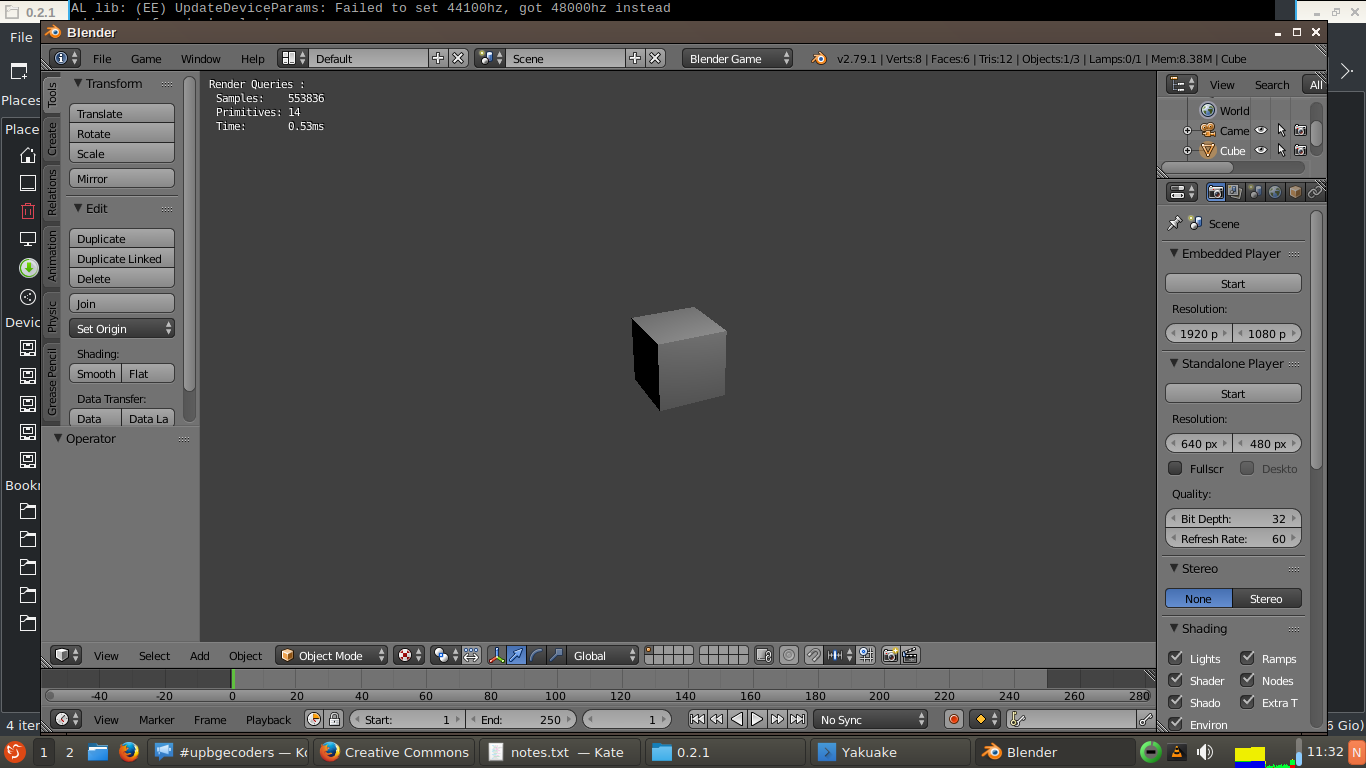 0.2.1
AL lib: (EE) UpdateDeviceParams: Failed to set 44100hz, got 48000hz instead
File
Places
Place
Devic
Bookr
4 iter
6 Gio)
Blender
File Game Window Help Default Scene Blender Game v2.79.1 | Verts:8 | Faces:6 | Tris:12 | Objects:1/3 | Lamps:0/1 | Mem:8.38M | Cube
Tools
Create
Relations
Animation
Physic
Grease Pencil
Transform
Translate
Rotate
Scale
Mirror
Edit
Duplicate
Duplicate Linked
Delete
Join
Set Origin
Shading:
Smooth Flat
Data Transfer:
Data Data La
Operator
Render Queries :
Samples: 553836
Primitives: 14
Time: 0.53ms
View Search All
World
Came
Cube
Scene
Embedded Player
Start
Resolution:
1920 p 1080 p
Standalone Player
Start
Resolution:
640 px 480 px
Fullscr Deskto
Quality:
Bit Depth: 32
Refresh Rate: 60
Stereo
None Stereo
Shading
Lights Ramps
Shader Nodes
Shado Extra T
Environ
View Select Add Object Object Mode Global
-40 -20 0 20 40 60 80 100 120 140 160 180 200 220 240 260 280
View Marker Frame Playback Start: 1 End: 250 1 No Sync
1 2 #upbgecoders — Ko Creative Commons notes.txt — Kate 0.2.1 Yakuake Blender 11:32 N